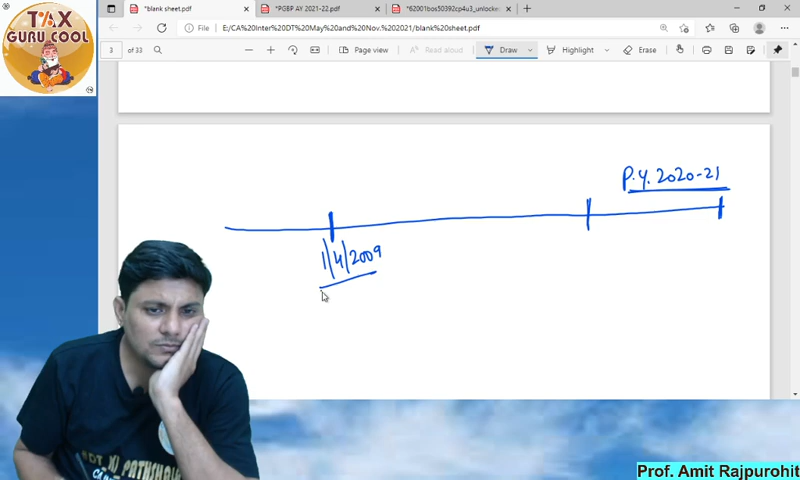 TAX
GURU COOL
*blank sheet.pdf
*PGBP AY 2021-22.pdf
*62001bos50392cp4u3_unlocke
File
E:/CA%20Inter%20DT%20May%20and%20Nov.%202021/blank%20sheet.pdf
3
of 33
Page view
Draw
Highlight
Erase
P.Y. 2020-21
1/4/2009
PATHSHALA
Prof. Amit Rajpurohit